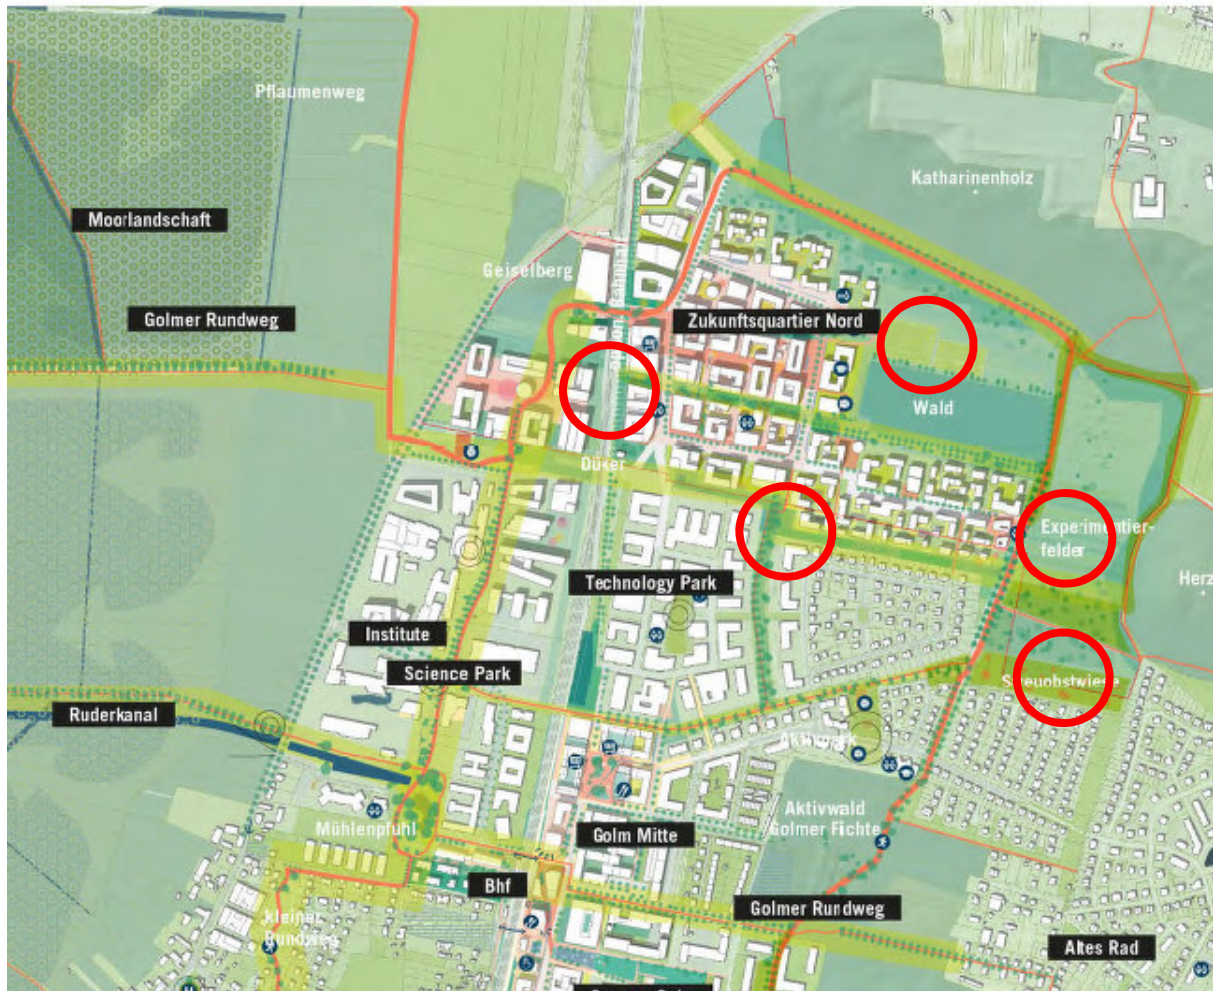 Pflaumenweg
Katharinenholz
Moorlandschaft
Geiselberg
Golmer Rundweg
Zukunftsquartier Nord
Wald
Düker
Experimentier-
felder
Technology Park
Herz
Institute
Science Park
Streuobstwiese
Ruderkanal
Aktivpark
Aktivwald
Golmer Fichte
Mühlenpfuhl
Golm Mitte
Bhf
Golmer Rundweg
kleiner
Rundweg
Altes Rad